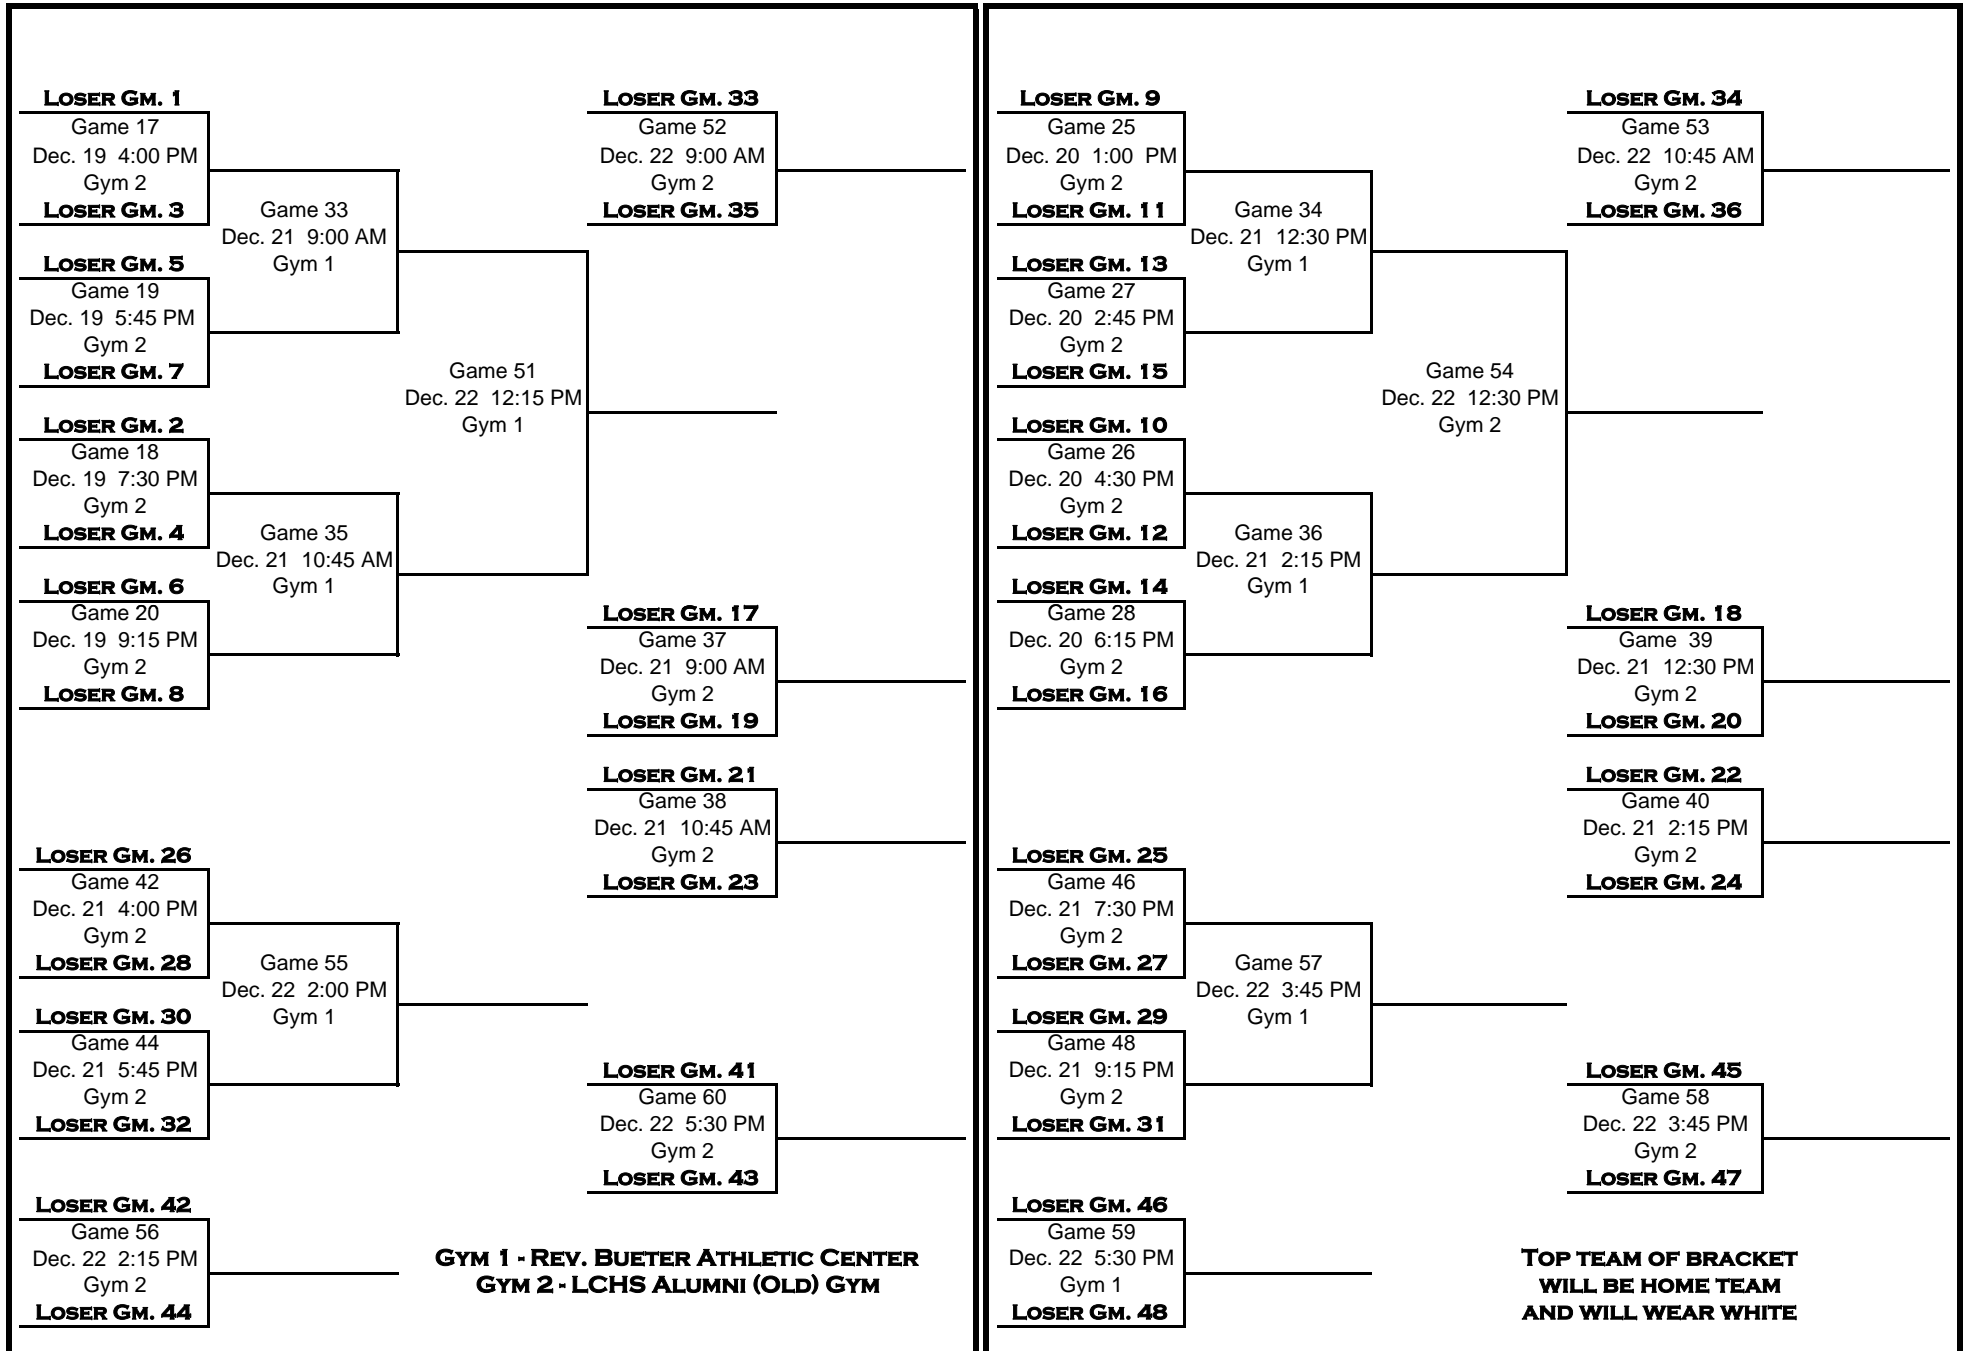 LOSER GM. 1
Game 17
Dec. 19 4:00 PM
Gym 2
LOSER GM. 3
LOSER GM. 5
Game 19
Dec. 19 5:45 PM
Gym 2
LOSER GM. 7
LOSER GM. 2
Game 18
Dec. 19 7:30 PM
Gym 2
LOSER GM. 4
LOSER GM. 6
Game 20
Dec. 19 9:15 PM
Gym 2
LOSER GM. 8
Game 33
Dec. 21 9:00 AM
Gym 1
Game 35
Dec. 21 10:45 AM
Gym 1
Game 51
Dec. 22 12:15 PM
Gym 1
LOSER GM. 33
Game 52
Dec. 22 9:00 AM
Gym 2
LOSER GM. 35
LOSER GM. 17
Game 37
Dec. 21 9:00 AM
Gym 2
LOSER GM. 19
LOSER GM. 21
Game 38
Dec. 21 10:45 AM
Gym 2
LOSER GM. 23
LOSER GM. 26
Game 42
Dec. 21 4:00 PM
Gym 2
LOSER GM. 28
LOSER GM. 30
Game 44
Dec. 21 5:45 PM
Gym 2
LOSER GM. 32
Game 55
Dec. 22 2:00 PM
Gym 1
LOSER GM. 41
Game 60
Dec. 22 5:30 PM
Gym 2
LOSER GM. 43
LOSER GM. 42
Game 56
Dec. 22 2:15 PM
Gym 2
LOSER GM. 44
GYM 1 - REV. BUETER ATHLETIC CENTER
GYM 2 - LCHS ALUMNI (OLD) GYM
LOSER GM. 9
Game 25
Dec. 20 1:00 PM
Gym 2
LOSER GM. 11
LOSER GM. 13
Game 27
Dec. 20 2:45 PM
Gym 2
LOSER GM. 15
LOSER GM. 10
Game 26
Dec. 20 4:30 PM
Gym 2
LOSER GM. 12
LOSER GM. 14
Game 28
Dec. 20 6:15 PM
Gym 2
LOSER GM. 16
Game 34
Dec. 21 12:30 PM
Gym 1
Game 36
Dec. 21 2:15 PM
Gym 1
Game 54
Dec. 22 12:30 PM
Gym 2
LOSER GM. 34
Game 53
Dec. 22 10:45 AM
Gym 2
LOSER GM. 36
LOSER GM. 18
Game 39
Dec. 21 12:30 PM
Gym 2
LOSER GM. 20
LOSER GM. 22
Game 40
Dec. 21 2:15 PM
Gym 2
LOSER GM. 24
LOSER GM. 25
Game 46
Dec. 21 7:30 PM
Gym 2
LOSER GM. 27
LOSER GM. 29
Game 48
Dec. 21 9:15 PM
Gym 2
LOSER GM. 31
Game 57
Dec. 22 3:45 PM
Gym 1
LOSER GM. 45
Game 58
Dec. 22 3:45 PM
Gym 2
LOSER GM. 47
LOSER GM. 46
Game 59
Dec. 22 5:30 PM
Gym 1
LOSER GM. 48
TOP TEAM OF BRACKET
WILL BE HOME TEAM
AND WILL WEAR WHITE